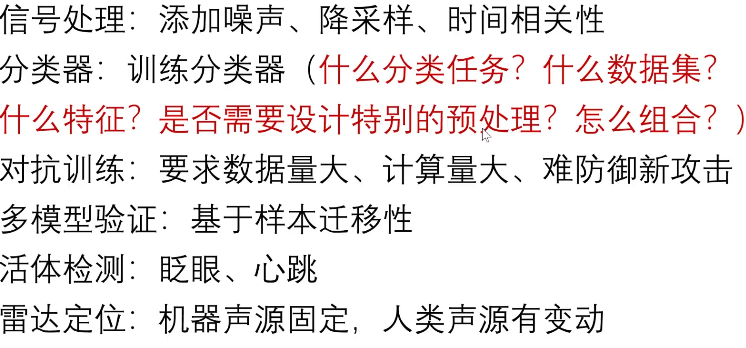 信号处理：添加噪声、降采样、时间相关性
分类器：训练分类器（什么分类任务？什么数据集？
什么特征？是否需要设计特别的预处理？怎么组合？）
对抗训练：要求数据量大、计算量大、难防御新攻击
多模型验证：基于样本迁移性
活体检测：眨眼、心跳
雷达定位：机器声源固定，人类声源有变动